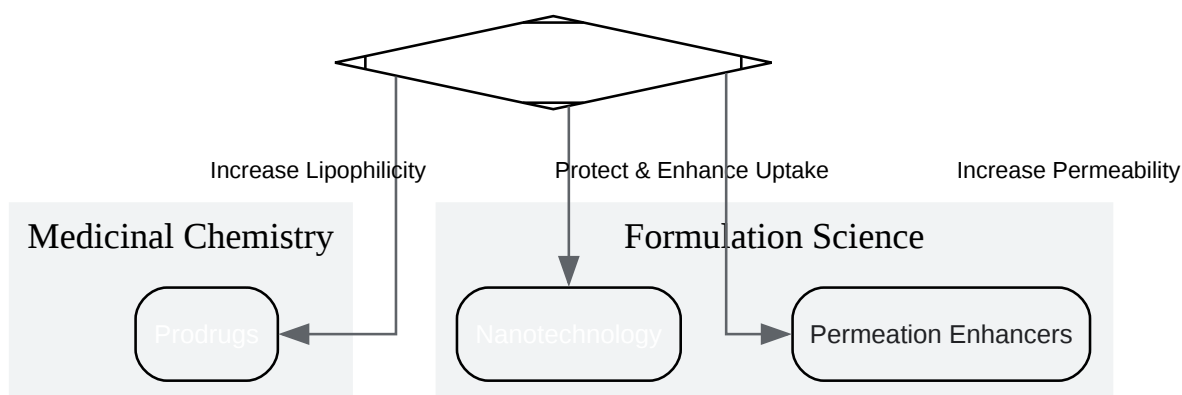 Increase Lipophilicity
Protect & Enhance Uptake
Increase Permeability
Medicinal Chemistry
Formulation Science
Prodrugs
Nanotechnology
Permeation Enhancers